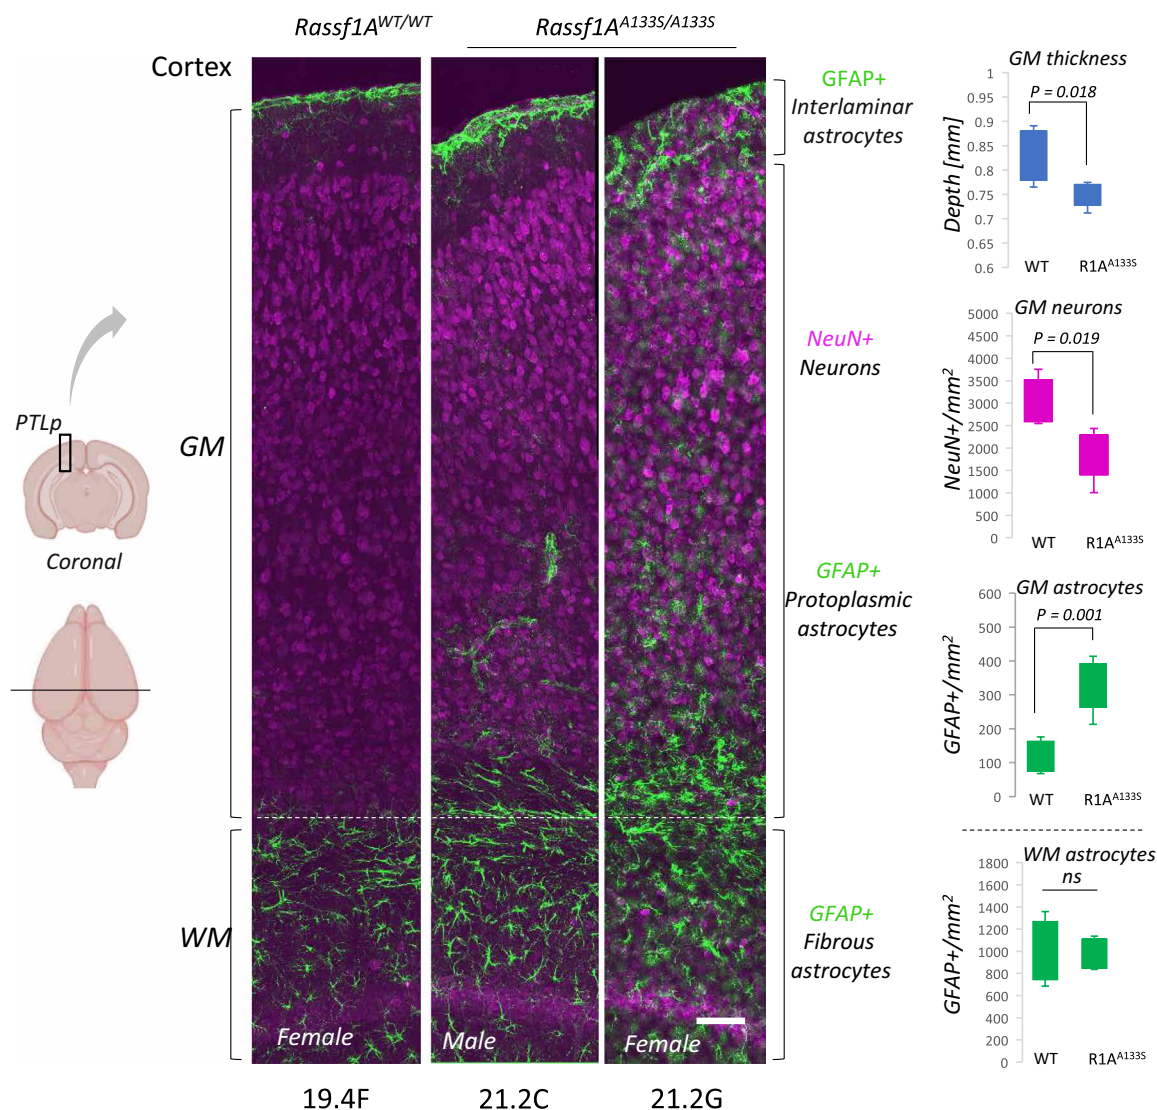 Rassf1A^WT/WT
Rassf1A^A133S/A133S
Cortex
GFAP+
Interlaminar
astrocytes
GM
NeuN+
Neurons
PTLp
Coronal
GFAP+
Protoplasmic
astrocytes
WM
GFAP+
Fibrous
astrocytes
Female
Male
Female
19.4F
21.2C
21.2G
GM thickness
P = 0.018
Depth [mm]
1
0.95
0.9
0.85
0.8
0.75
0.7
0.65
0.6
WT
R1A^A133S
GM neurons
P = 0.019
NeuN+/mm²
5000
4500
4000
3500
3000
2500
2000
1500
1000
500
0
WT
R1A^A133S
GM astrocytes
P = 0.001
GFAP+/mm²
600
500
400
300
200
100
0
WT
R1A^A133S
WM astrocytes
ns
GFAP+/mm²
1800
1600
1400
1200
1000
800
600
400
200
0
WT
R1A^A133S